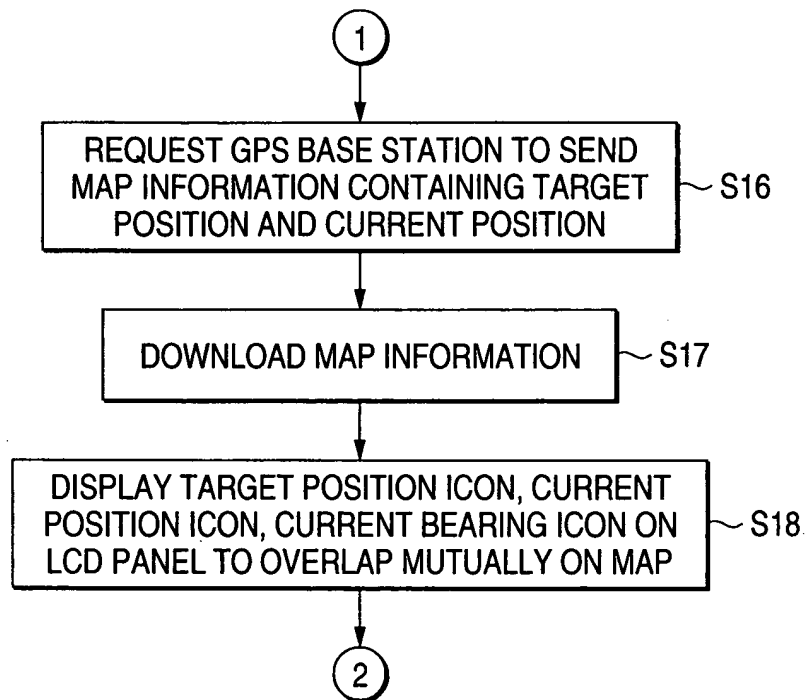 1
REQUEST GPS BASE STATION TO SEND
MAP INFORMATION CONTAINING TARGET
POSITION AND CURRENT POSITION
S16
DOWNLOAD MAP INFORMATION
S17
DISPLAY TARGET POSITION ICON, CURRENT
POSITION ICON, CURRENT BEARING ICON ON
LCD PANEL TO OVERLAP MUTUALLY ON MAP
S18
2